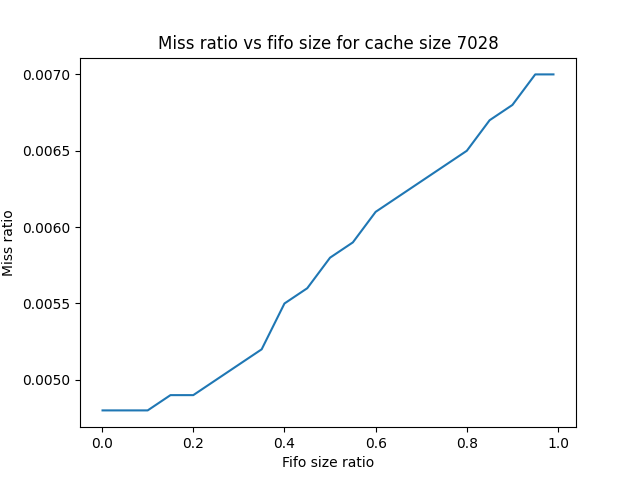 Miss ratio vs fifo size for cache size 7028
0.0070
0.0065
0.0060
0.0055
0.0050
Miss ratio
0.0 0.2 0.4 0.6 0.8 1.0
Fifo size ratio